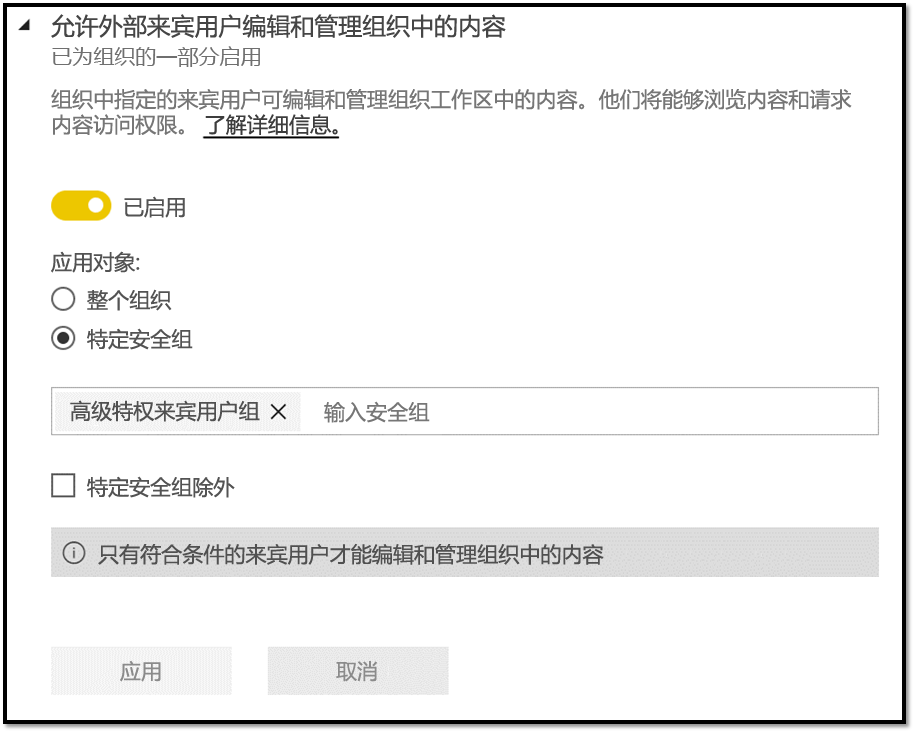 允许外部来宾用户编辑和管理组织中的内容
已为组织的一部分启用
组织中指定的来宾用户可编辑和管理组织工作区中的内容。他们将能够浏览内容和请求
内容访问权限。 了解详细信息。
已启用
应用对象:
整个组织
特定安全组
高级特权来宾用户组 输入安全组
特定安全组除外
只有符合条件的来宾用户才能编辑和管理组织中的内容
应用 取消